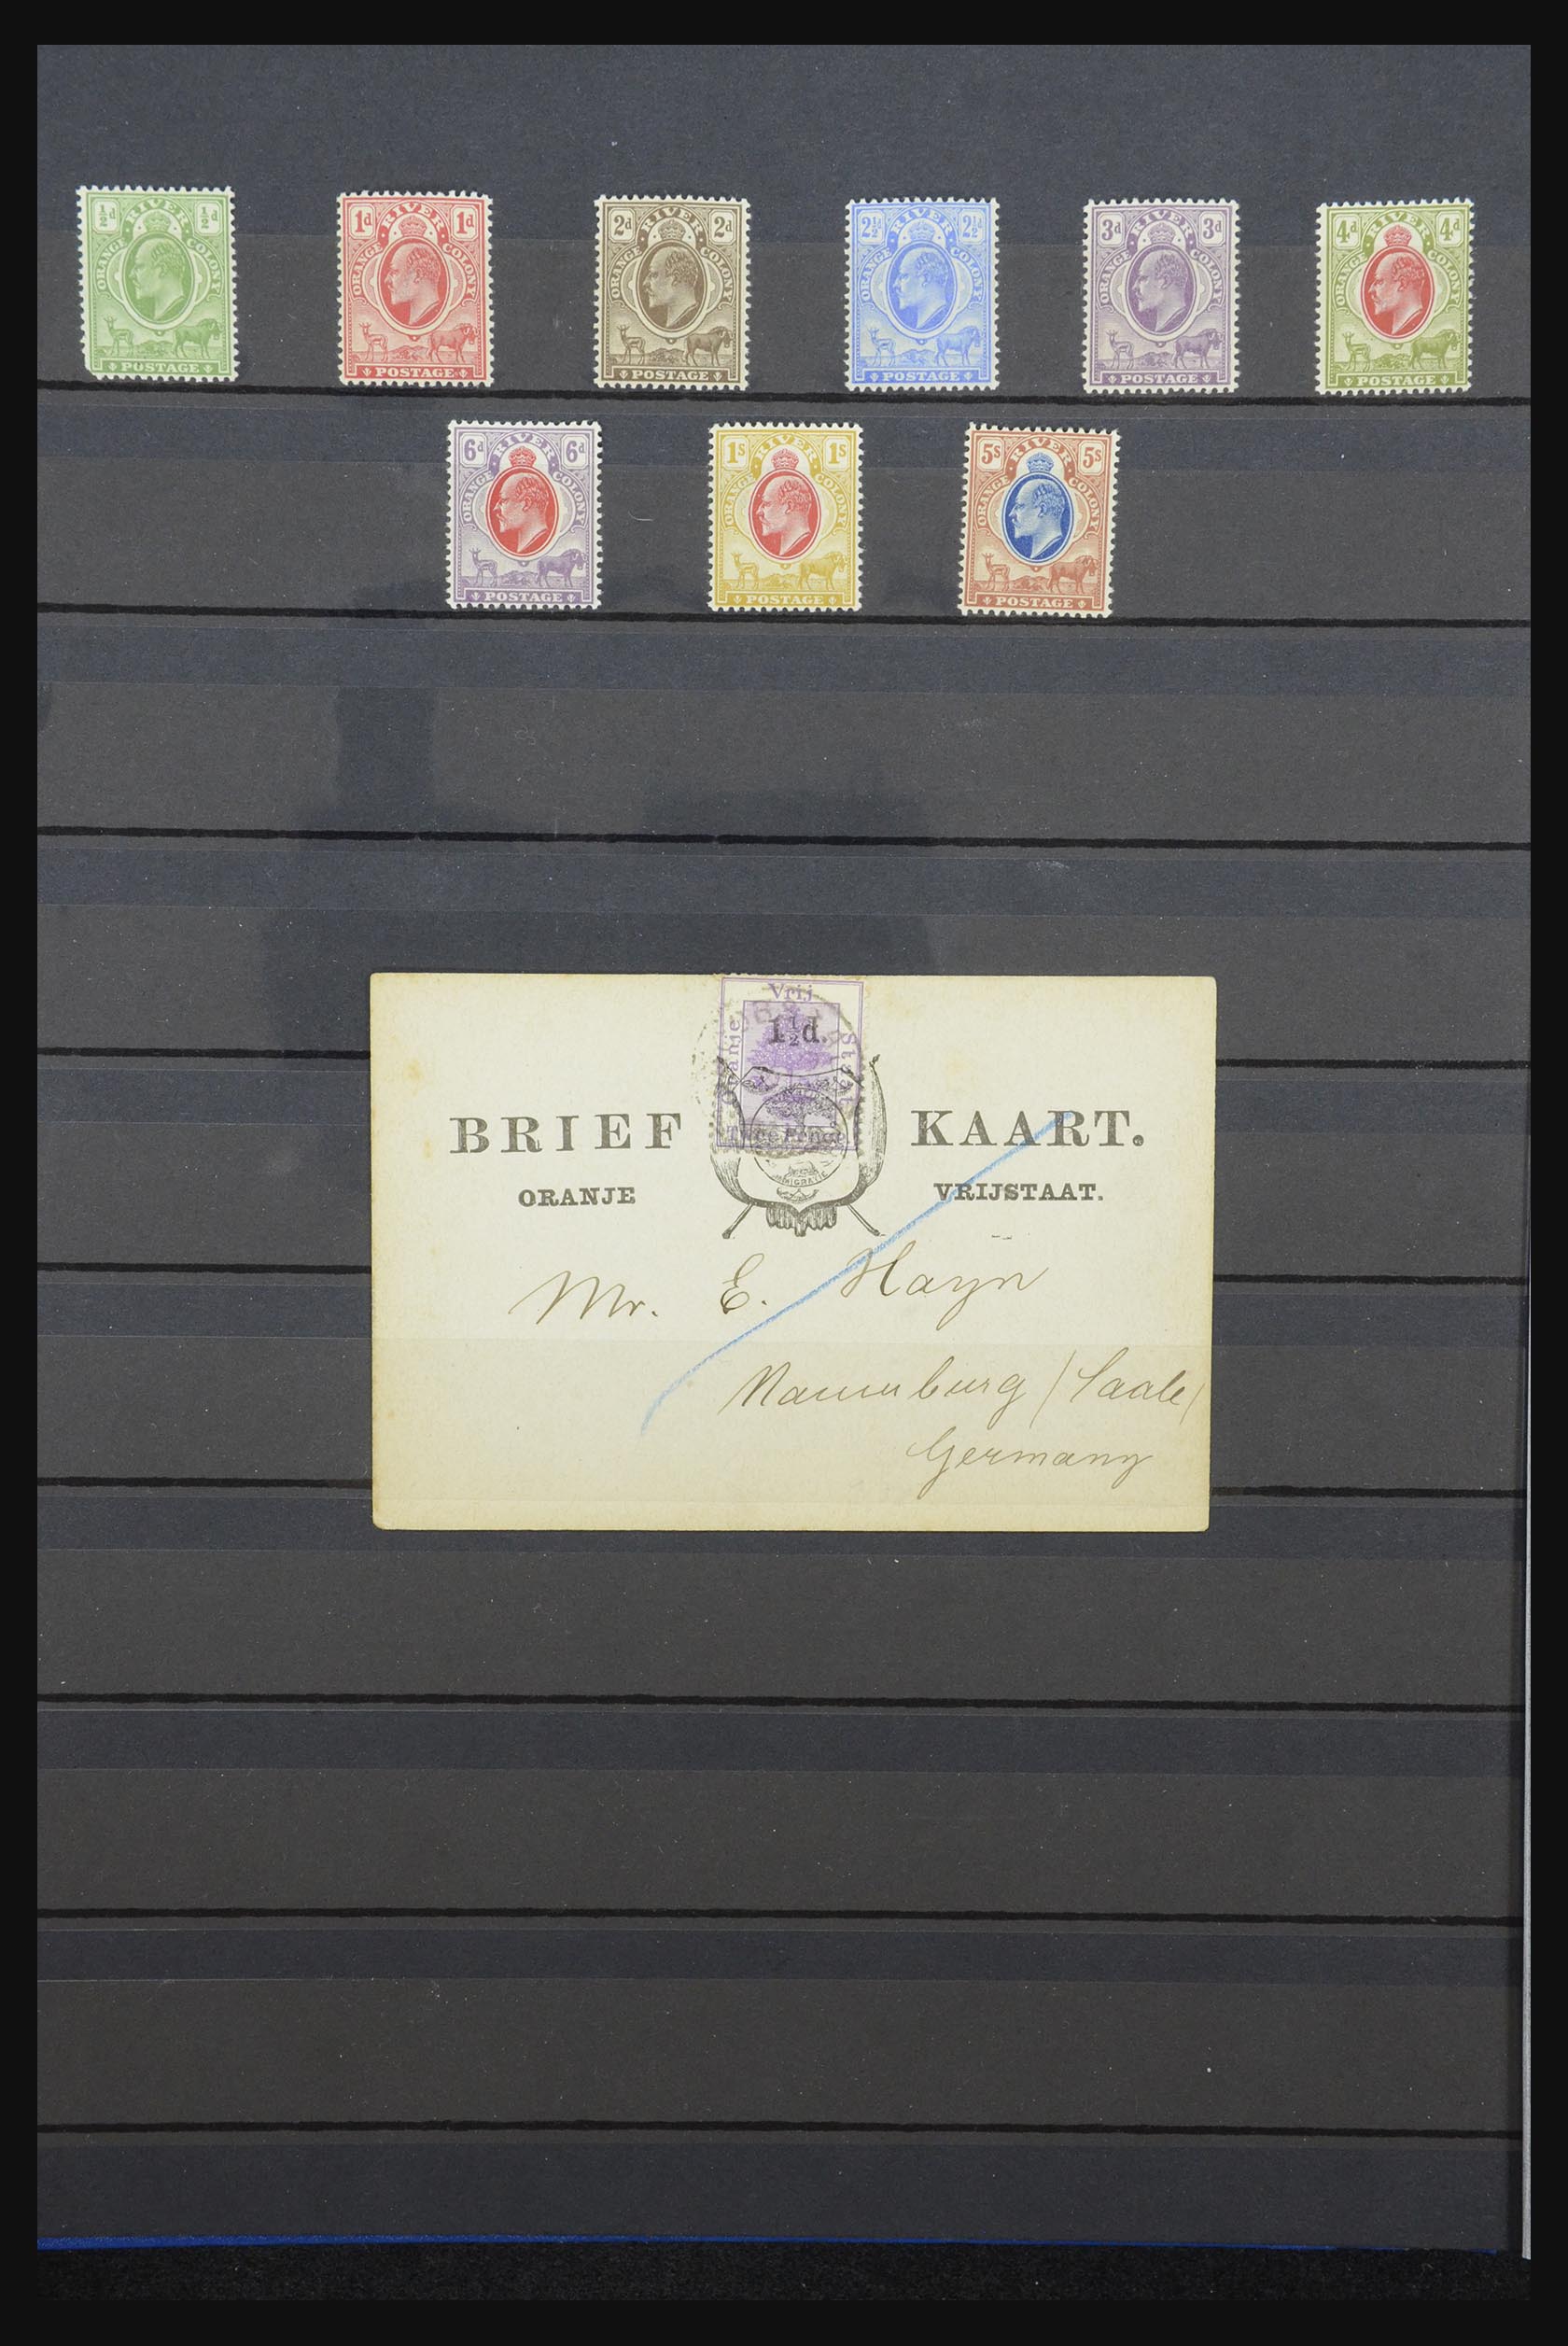 ½d RIVER ½d
ORANGE COLONY
POSTAGE
1d RIVER 1d
ORANGE COLONY
POSTAGE
2d RIVER 2d
ORANGE COLONY
POSTAGE
2½ RIVER 2½
ORANGE COLONY
POSTAGE
3d RIVER 3d
ORANGE COLONY
POSTAGE
4d RIVER 4d
ORANGE COLONY
POSTAGE
6d RIVER 6d
ORANGE COLONY
POSTAGE
1s RIVER 1s
ORANGE COLONY
POSTAGE
5s RIVER 5s
ORANGE COLONY
POSTAGE
Vrij
Oranje Staat
1½d.
BRIEF KAART.
ORANJE VRIJSTAAT.
Mr. E. Hayn
Naumburg /Saale/
Germany